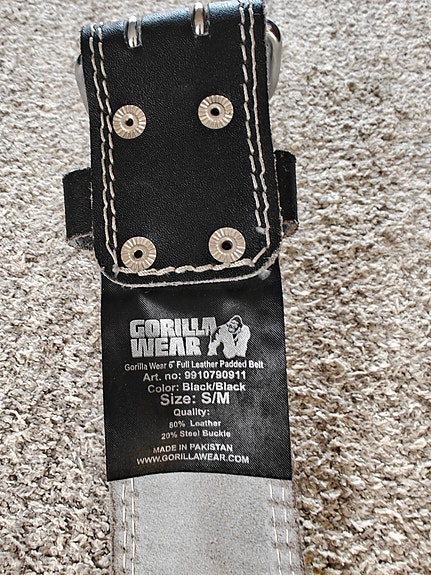 GORILLA
WEAR
Gorilla Wear 6" Full Leather Padded Belt
Art. no: 9910790911
Color: Black/Black
Size: S/M
Quality:
80% Leather
20% Steel Buckle
MADE IN PAKISTAN
WWW.GORILLAWEAR.COM